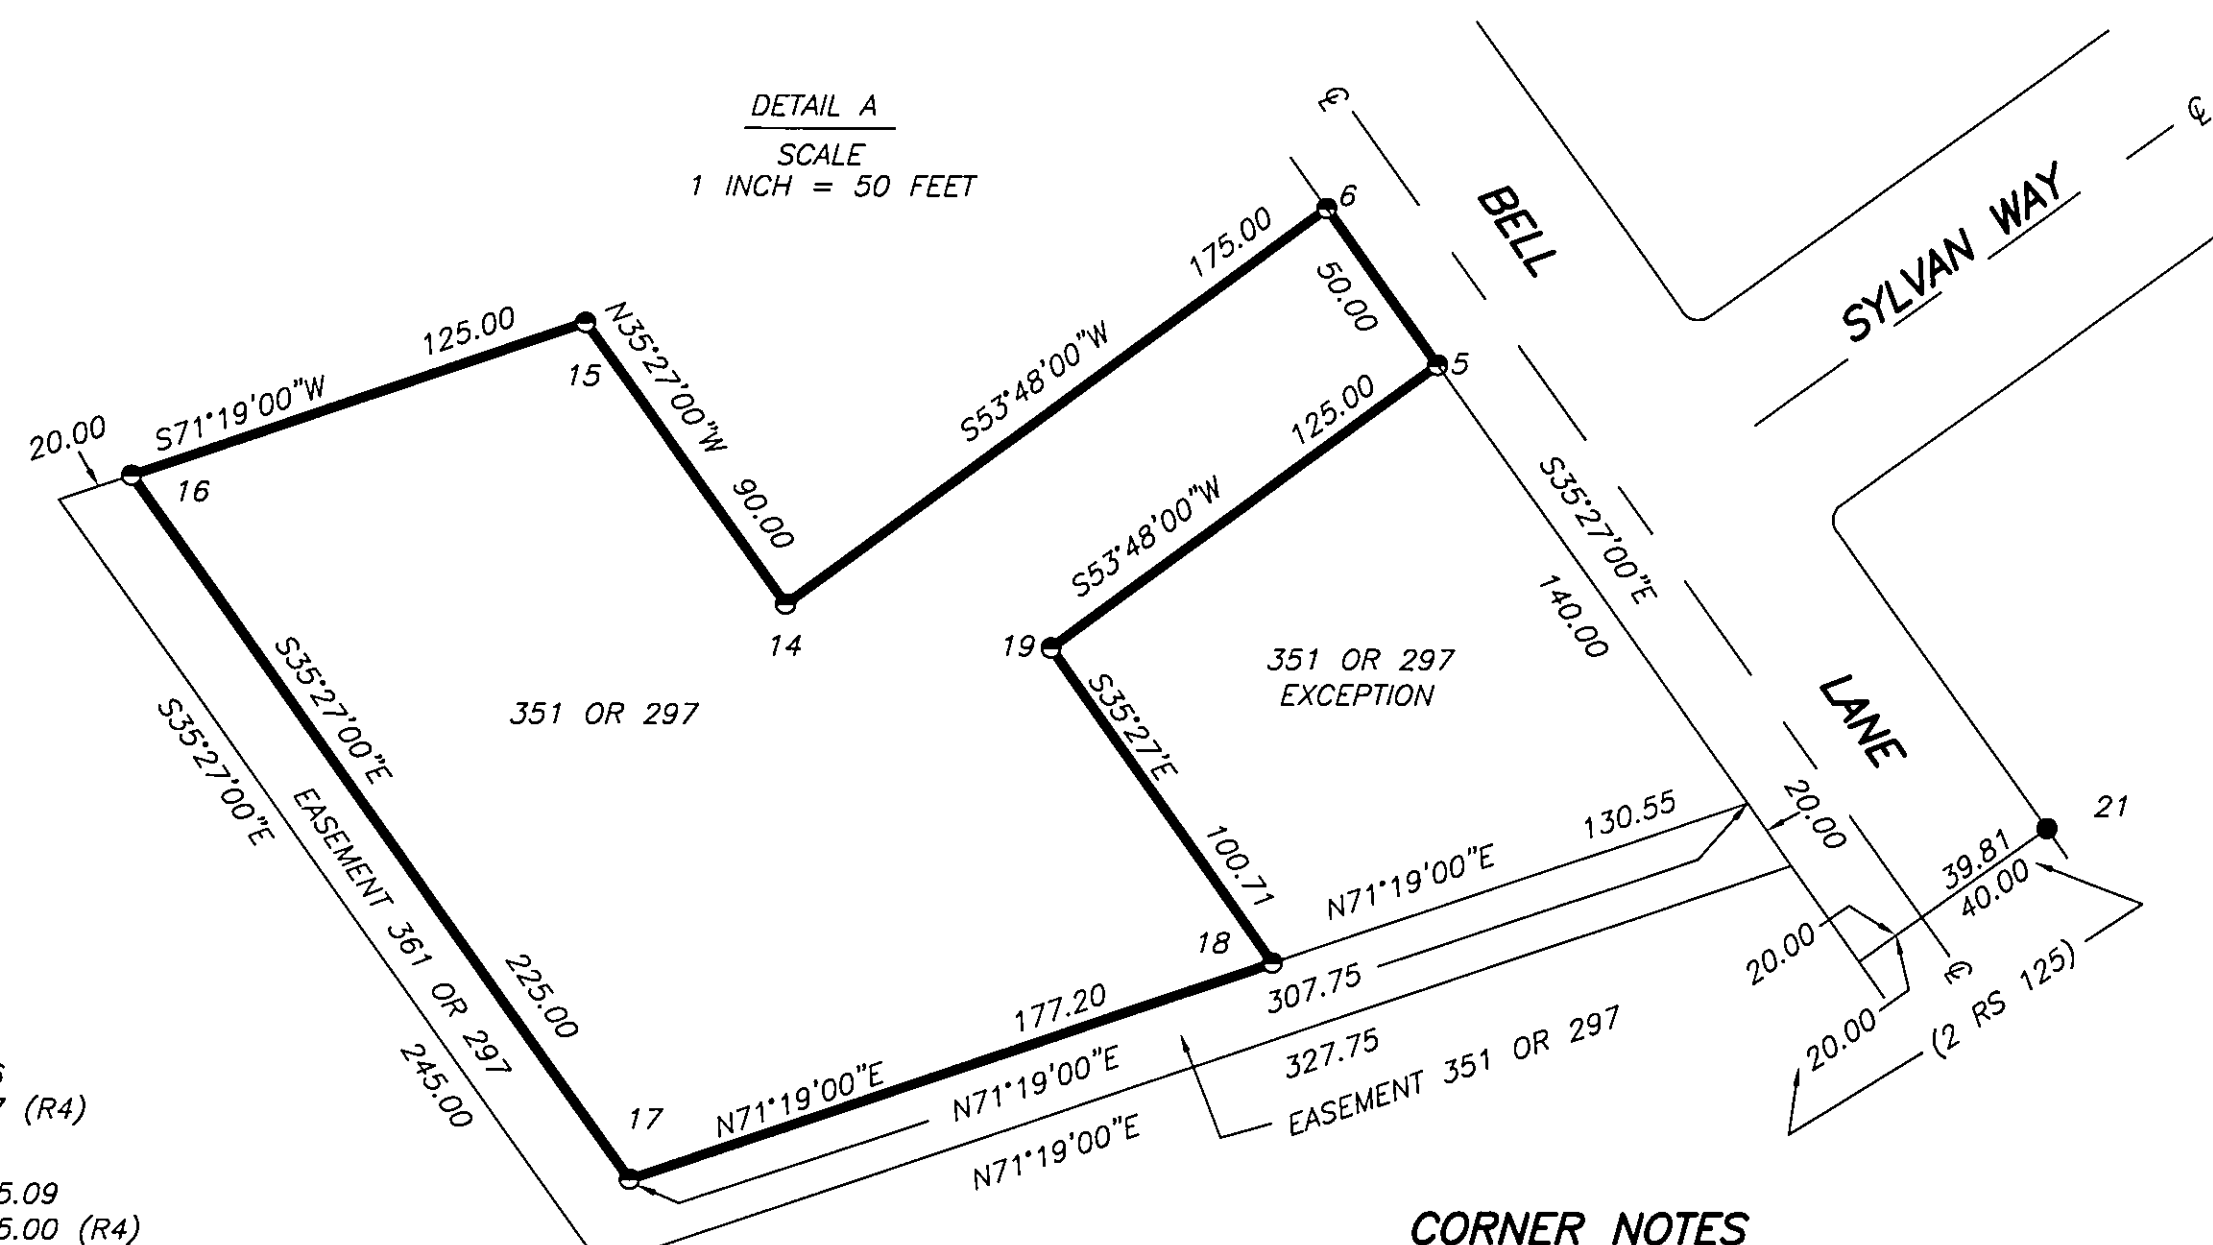 DETAIL A
SCALE
1 INCH = 50 FEET
℄
℄
6
BELL
SYLVAN WAY
175.00
50.00
S53°48'00"W
5
125.00
N35°27'00"W
15
S71°19'00"W
20.00
16
90.00
125.00
S53°48'00"W
S35°27'00"E
140.00
14
19
351 OR 297
EXCEPTION
S35°27'E
100.71
351 OR 297
S35°27'00"E
225.00
S35°27'00"E
245.00
EASEMENT 361 OR 297
LANE
20.00
21
130.55
N71°19'00"E
39.81
40.00
18
177.20
307.75
327.75
20.00
20.00
℄
(2 RS 125)
17
N71°19'00"E
N71°19'00"E
N71°19'00"E
EASEMENT 351 OR 297
(R4)
5.09
5.00 (R4)
CORNER NOTES